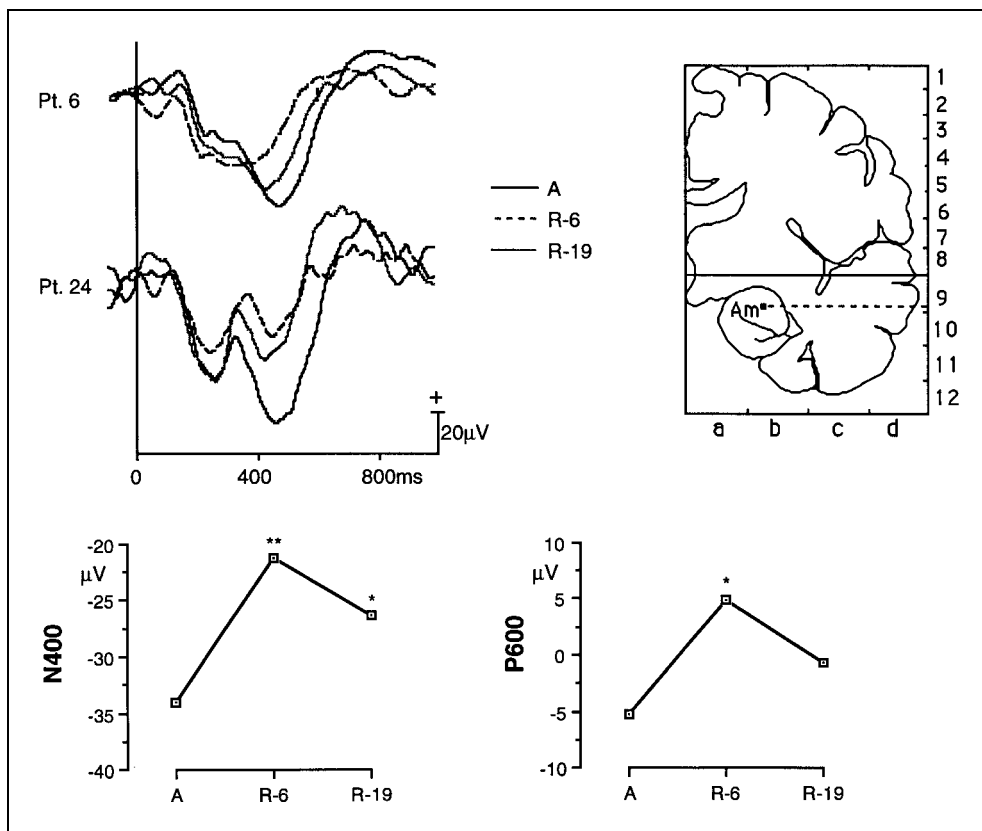 Pt. 6
Pt. 24
A
R-6
R-19
+
20μV
0 400 800ms
1
2
3
4
5
6
7
8
9
10
11
12
Am
a b c d
N400
μV
-20
-25
-30
-35
-40
**
*
A R-6 R-19
P600
μV
10
5
0
-5
-10
*
A R-6 R-19